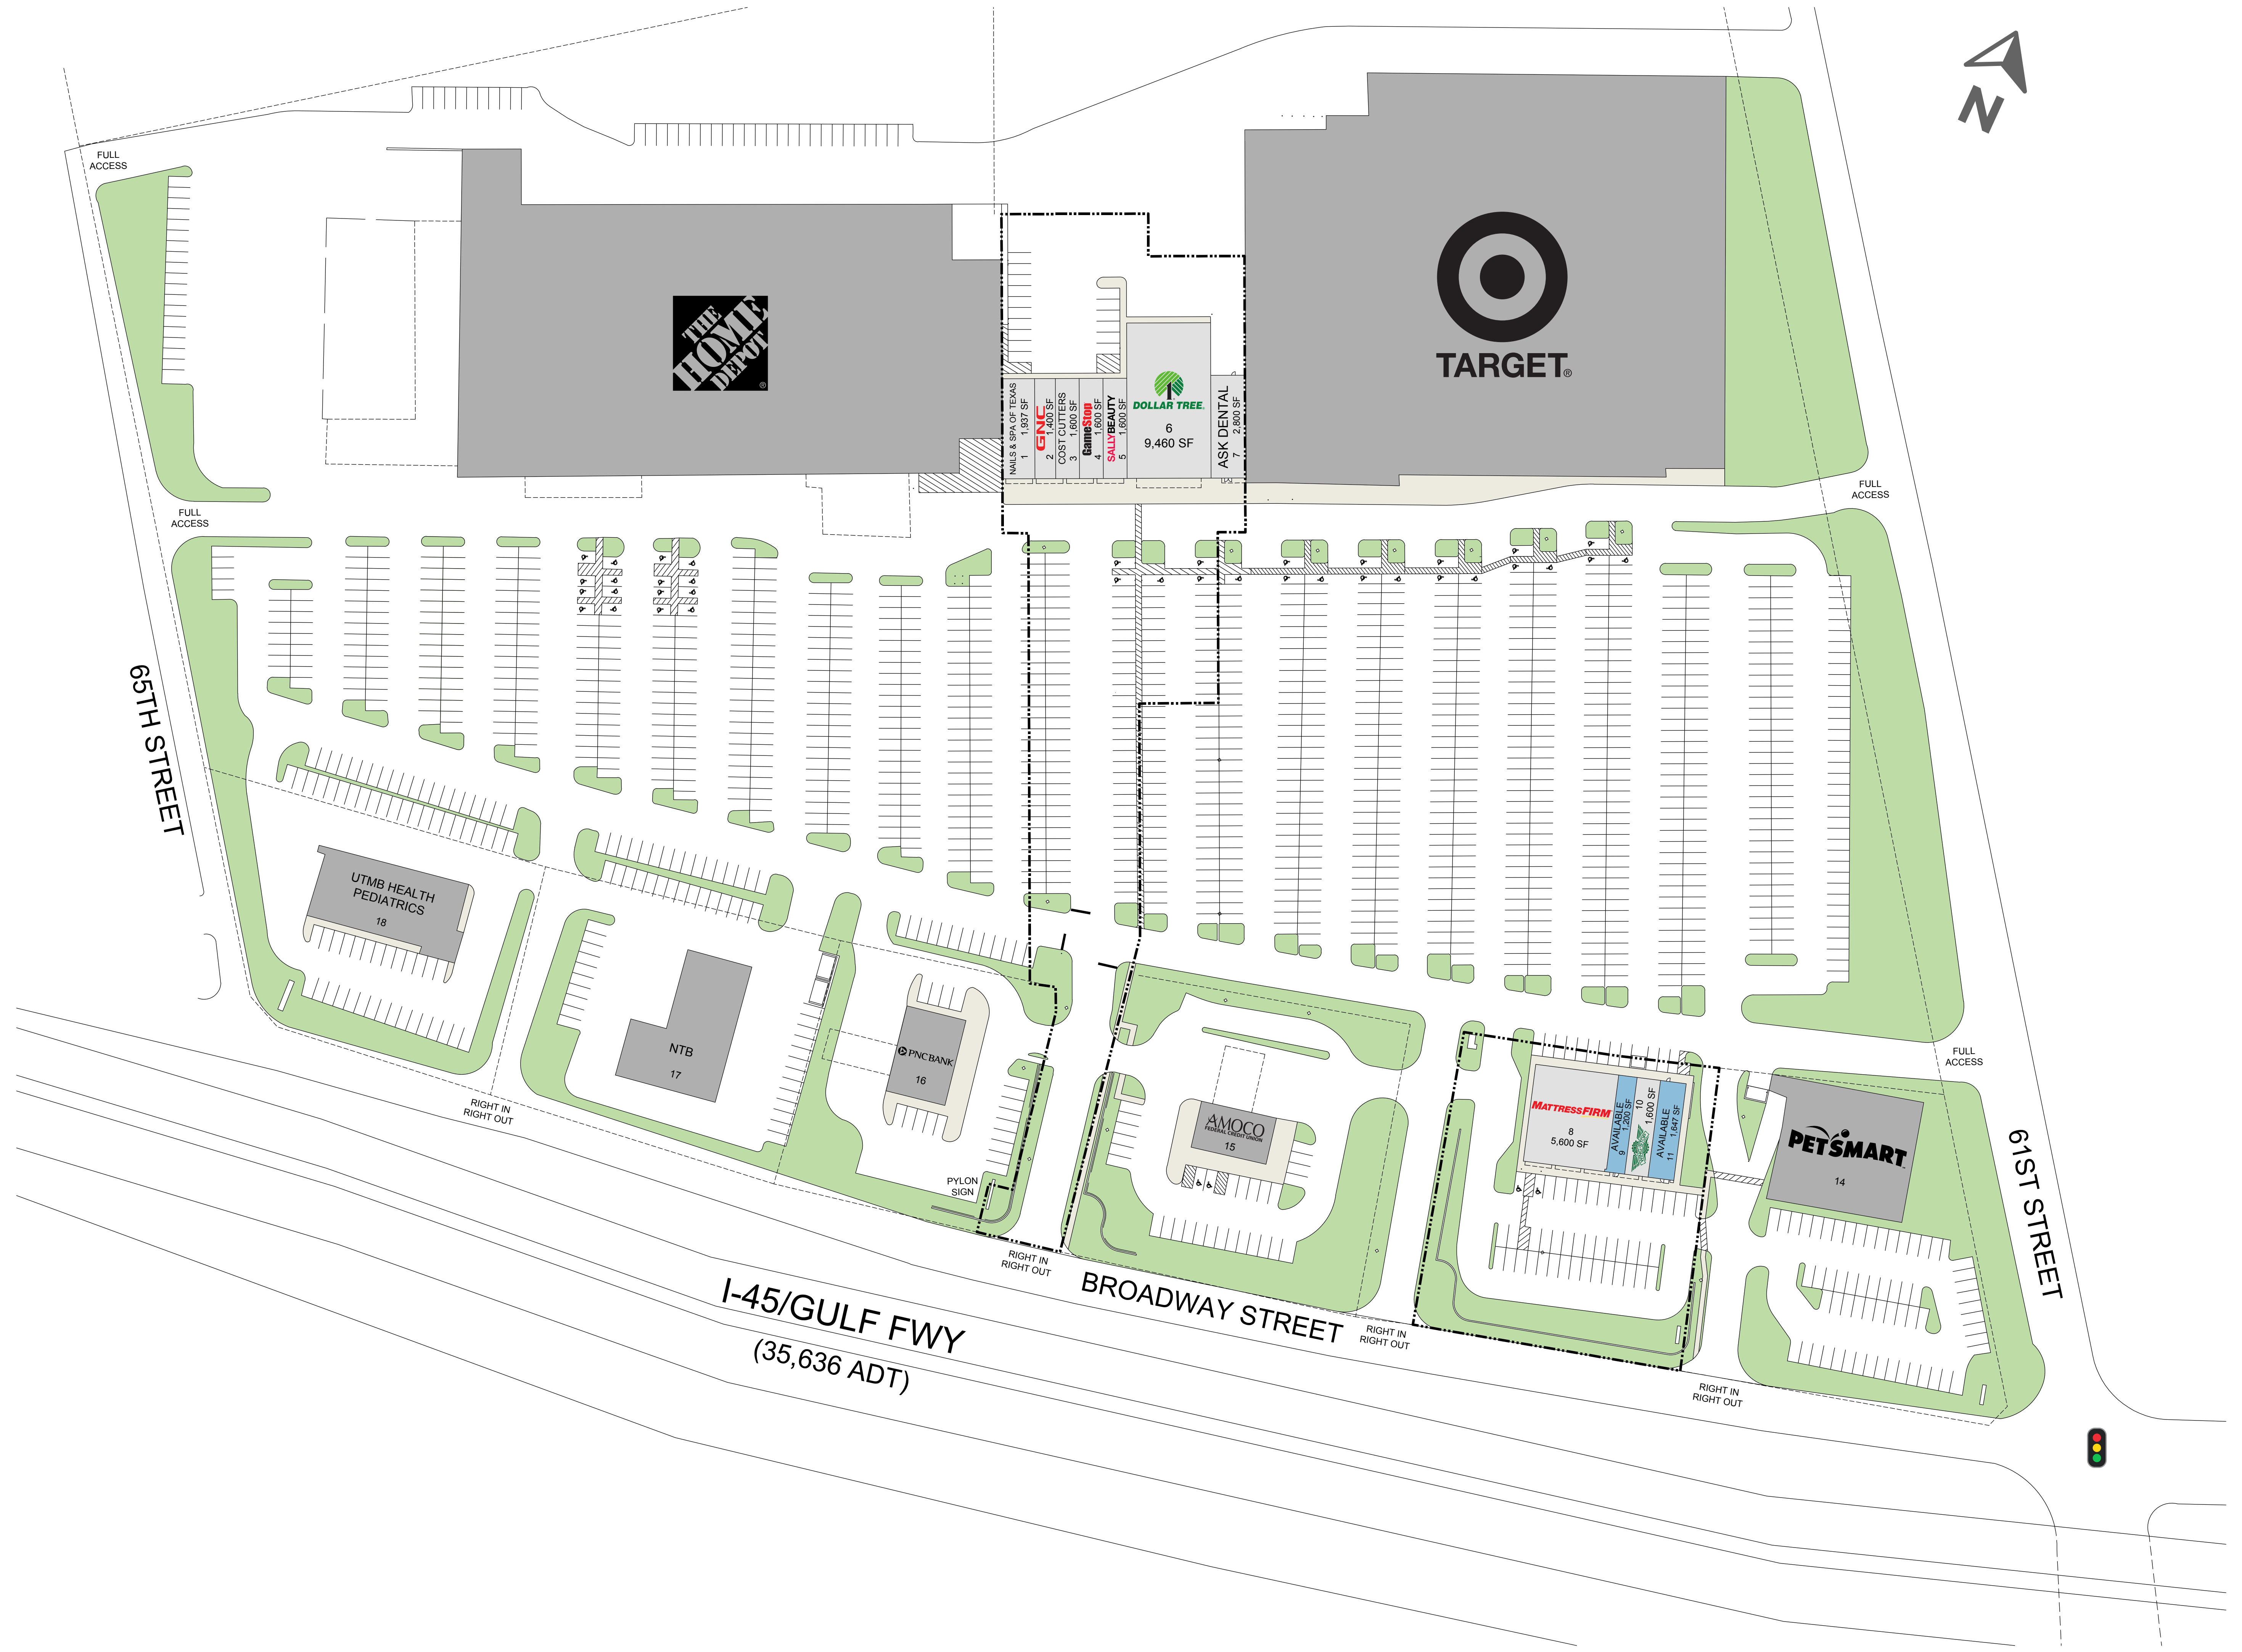 N
FULL
ACCESS
THE
HOME
DEPOT
®
TARGET®
NAILS & SPA OF TEXAS
1 1,937 SF
GNC
2 1,400 SF
COST CUTTERS
3 1,600 SF
GameStop
4 1,600 SF
SALLYBEAUTY
5 1,600 SF
DOLLAR TREE
6
9,460 SF
ASK DENTAL
7 2,800 SF
FULL
ACCESS
FULL
ACCESS
65TH STREET
UTMB HEALTH
PEDIATRICS
18
NTB
17
PNCBANK
16
AMOCO
FEDERAL CREDIT UNION
15
MATTRESSFIRM
8
5,600 SF
AVAILABLE
9 1,200 SF
10
1,600 SF
AVAILABLE
11 1,647 SF
PETSMART
14
FULL
ACCESS
61ST STREET
RIGHT IN
RIGHT OUT
PYLON
SIGN
RIGHT IN
RIGHT OUT
BROADWAY STREET
RIGHT IN
RIGHT OUT
RIGHT IN
RIGHT OUT
I-45/GULF FWY
(35,636 ADT)